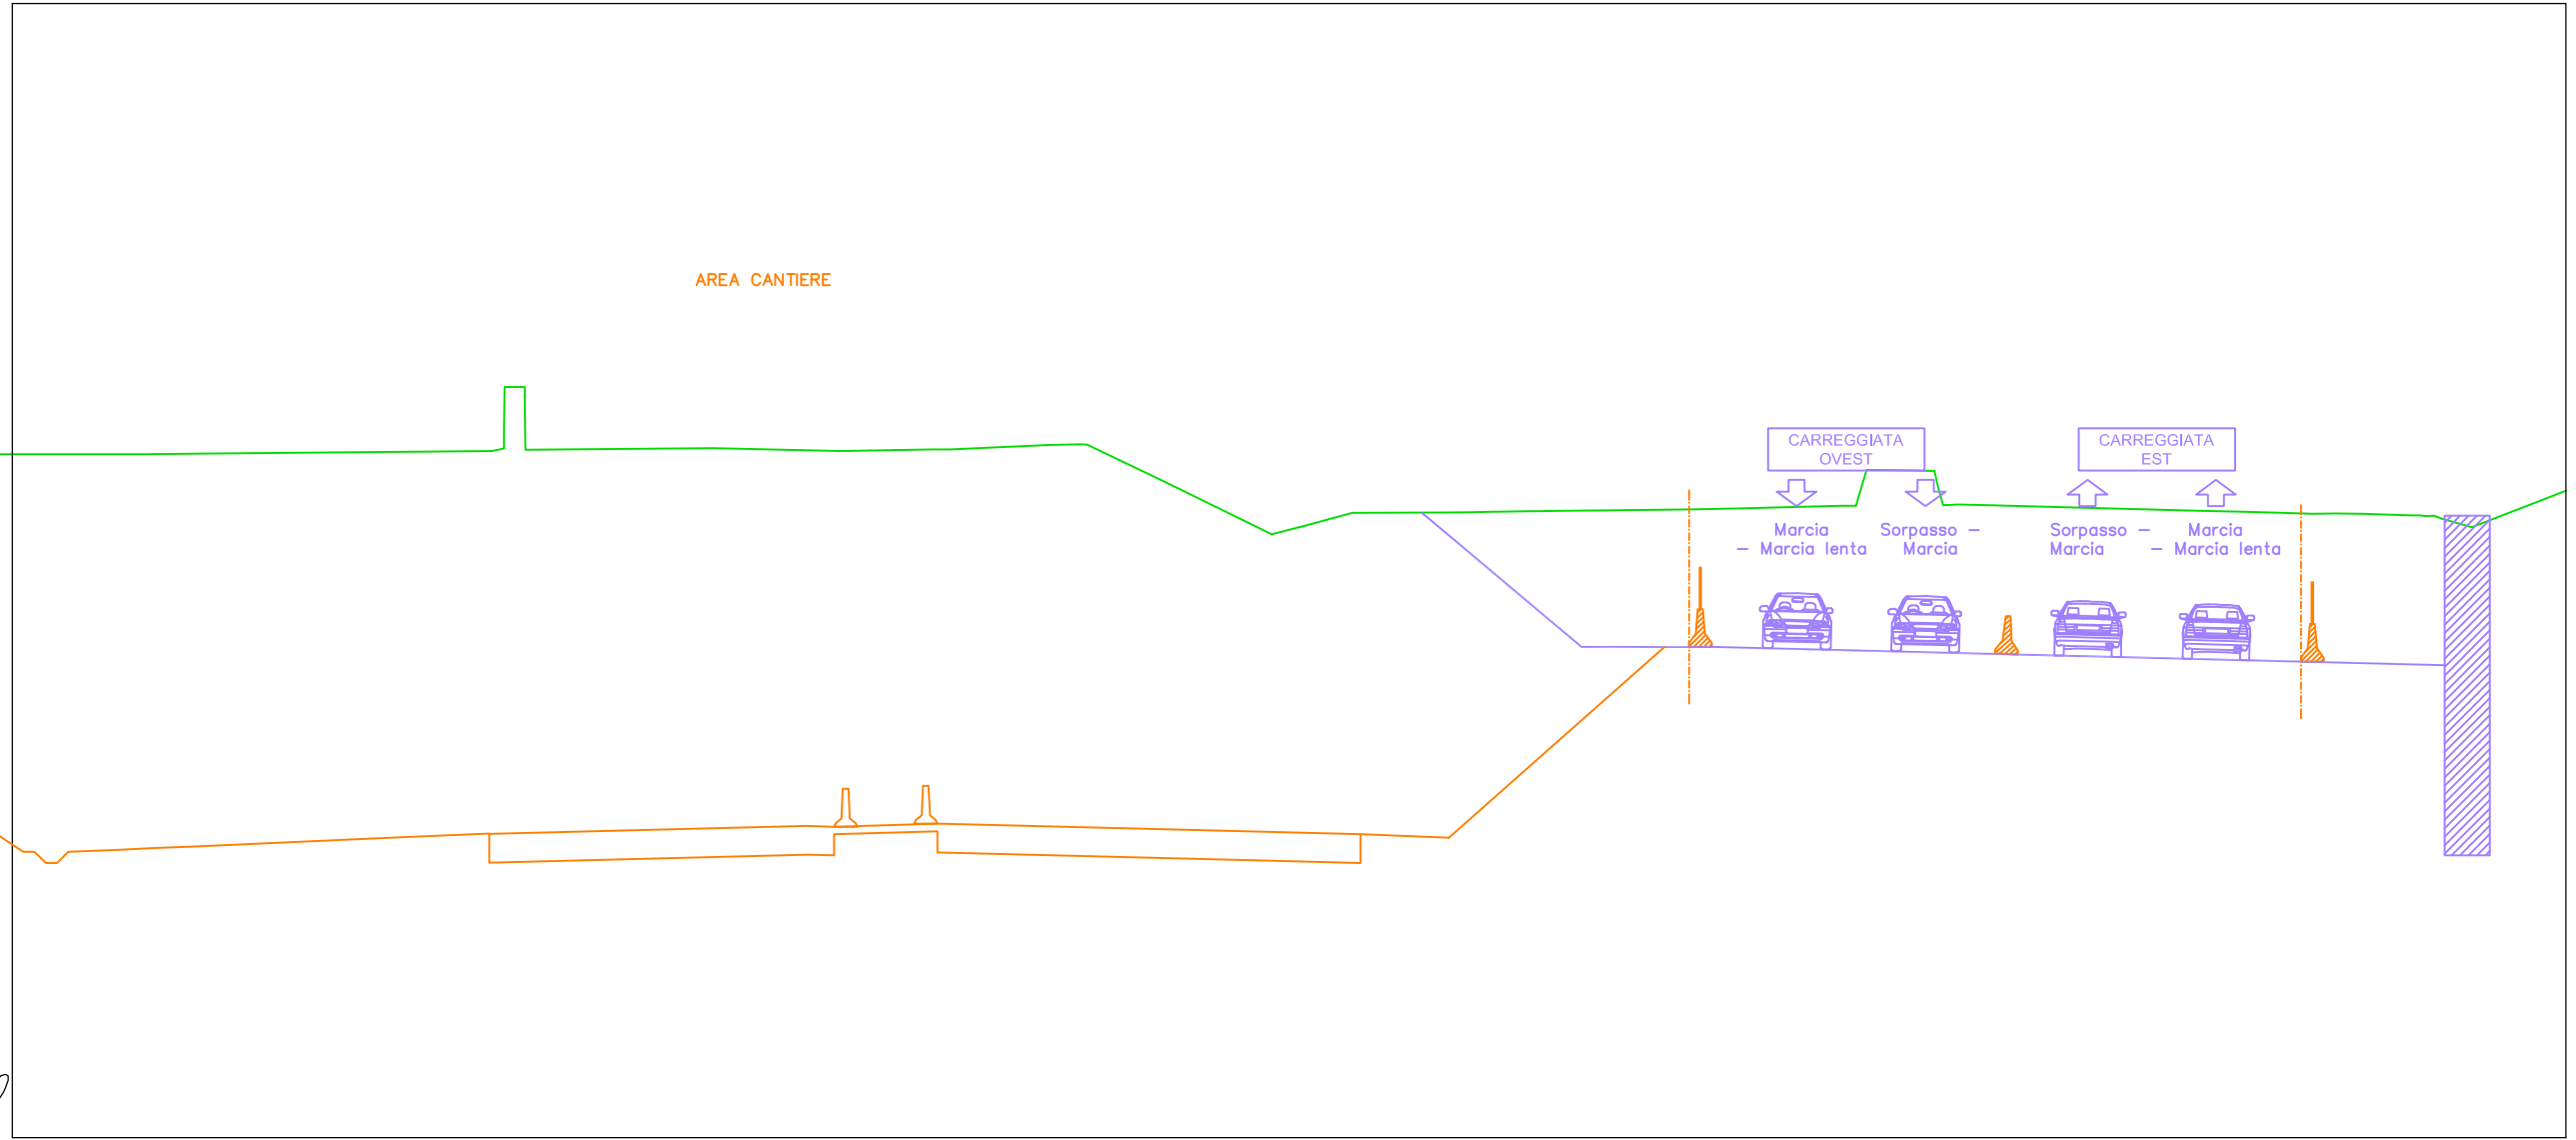 AREA CANTIERE
CARREGGIATA
OVEST
CARREGGIATA
EST
Marcia
- Marcia lenta
Sorpasso -
Marcia
Sorpasso -
Marcia
Marcia
- Marcia lenta